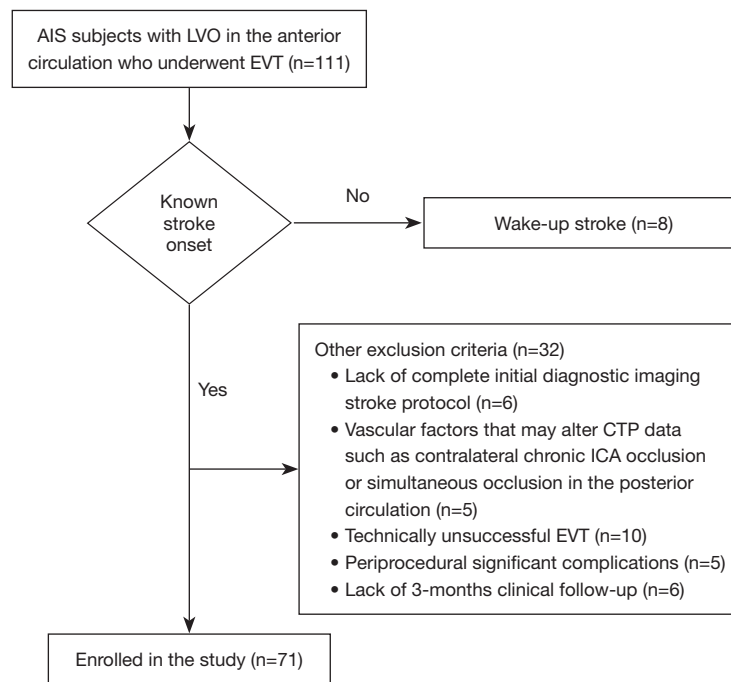 AIS subjects with LVO in the anterior
circulation who underwent EVT (n=111)
Known
stroke
onset
No
Wake-up stroke (n=8)
Yes
Other exclusion criteria (n=32)
• Lack of complete initial diagnostic imaging
stroke protocol (n=6)
• Vascular factors that may alter CTP data
such as contralateral chronic ICA occlusion
or simultaneous occlusion in the posterior
circulation (n=5)
• Technically unsuccessful EVT (n=10)
• Periprocedural significant complications (n=5)
• Lack of 3-months clinical follow-up (n=6)
Enrolled in the study (n=71)